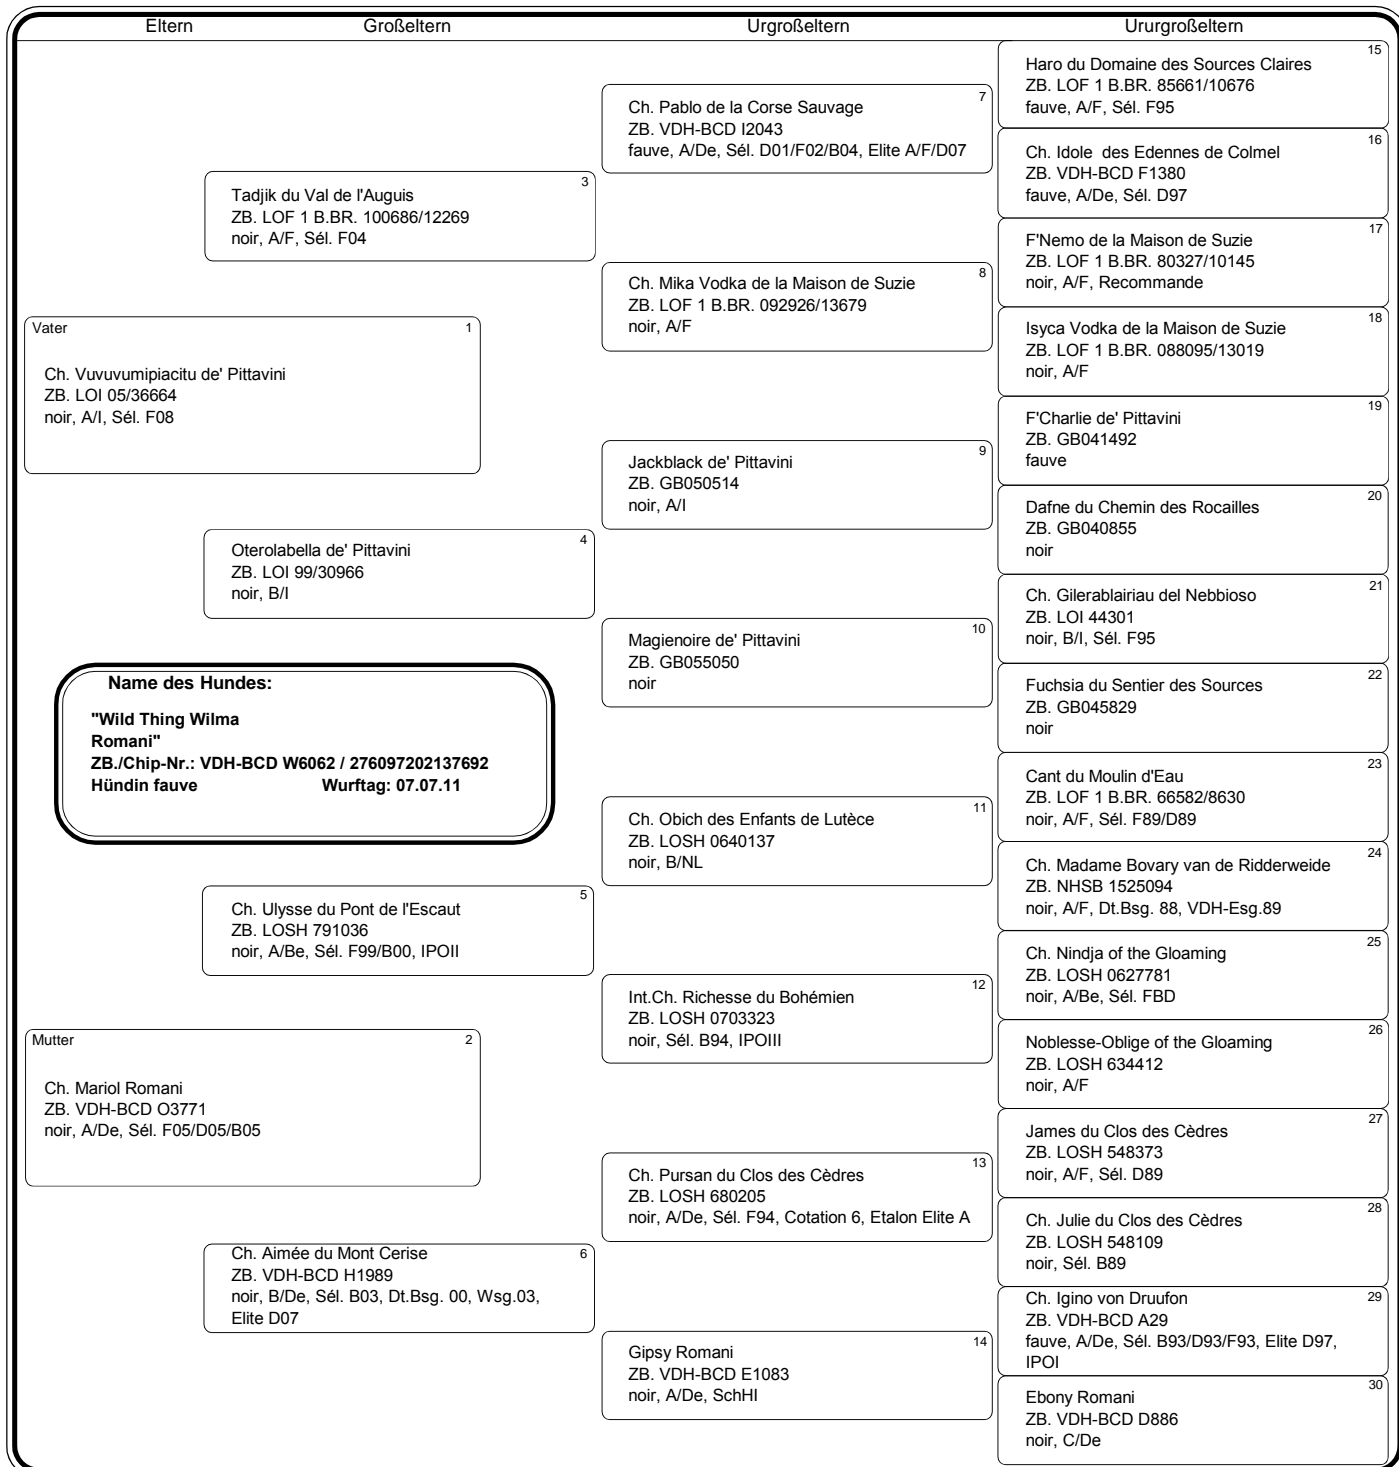 Eltern Großeltern Urgroßeltern Ururgroßeltern
Vater 1
Ch. Vuvuvumipiacitu de' Pittavini
ZB. LOI 05/36664
noir, A/I, Sél. F08
Mutter 2
Ch. Mariol Romani
ZB. VDH-BCD O3771
noir, A/De, Sél. F05/D05/B05
Name des Hundes:
"Wild Thing Wilma
Romani"
ZB./Chip-Nr.: VDH-BCD W6062 / 276097202137692
Hündin fauve Wurftag: 07.07.11
3
Tadjik du Val de l'Auguis
ZB. LOF 1 B.BR. 100686/12269
noir, A/F, Sél. F04
4
Oterolabella de' Pittavini
ZB. LOI 99/30966
noir, B/I
5
Ch. Ulysse du Pont de l'Escaut
ZB. LOSH 791036
noir, A/Be, Sél. F99/B00, IPOII
6
Ch. Aimée du Mont Cerise
ZB. VDH-BCD H1989
noir, B/De, Sél. B03, Dt.Bsg. 00, Wsg.03,
Elite D07
7
Ch. Pablo de la Corse Sauvage
ZB. VDH-BCD I2043
fauve, A/De, Sél. D01/F02/B04, Elite A/F/D07
8
Ch. Mika Vodka de la Maison de Suzie
ZB. LOF 1 B.BR. 092926/13679
noir, A/F
9
Jackblack de' Pittavini
ZB. GB050514
noir, A/I
10
Magienoire de' Pittavini
ZB. GB055050
noir
11
Ch. Obich des Enfants de Lutèce
ZB. LOSH 0640137
noir, B/NL
12
Int.Ch. Richesse du Bohémien
ZB. LOSH 0703323
noir, Sél. B94, IPOIII
13
Ch. Pursan du Clos des Cèdres
ZB. LOSH 680205
noir, A/De, Sél. F94, Cotation 6, Etalon Elite A
14
Gipsy Romani
ZB. VDH-BCD E1083
noir, A/De, SchHI
15
Haro du Domaine des Sources Claires
ZB. LOF 1 B.BR. 85661/10676
fauve, A/F, Sél. F95
16
Ch. Idole des Edennes de Colmel
ZB. VDH-BCD F1380
fauve, A/De, Sél. D97
17
F'Nemo de la Maison de Suzie
ZB. LOF 1 B.BR. 80327/10145
noir, A/F, Recommande
18
Isyca Vodka de la Maison de Suzie
ZB. LOF 1 B.BR. 088095/13019
noir, A/F
19
F'Charlie de' Pittavini
ZB. GB041492
fauve
20
Dafne du Chemin des Rocailles
ZB. GB040855
noir
21
Ch. Gilerablairiau del Nebbioso
ZB. LOI 44301
noir, B/I, Sél. F95
22
Fuchsia du Sentier des Sources
ZB. GB045829
noir
23
Cant du Moulin d'Eau
ZB. LOF 1 B.BR. 66582/8630
noir, A/F, Sél. F89/D89
24
Ch. Madame Bovary van de Ridderweide
ZB. NHSB 1525094
noir, A/F, Dt.Bsg. 88, VDH-Esg.89
25
Ch. Nindja of the Gloaming
ZB. LOSH 0627781
noir, A/Be, Sél. FBD
26
Noblesse-Oblige of the Gloaming
ZB. LOSH 634412
noir, A/F
27
James du Clos des Cèdres
ZB. LOSH 548373
noir, A/F, Sél. D89
28
Ch. Julie du Clos des Cèdres
ZB. LOSH 548109
noir, Sél. B89
29
Ch. Igino von Druufon
ZB. VDH-BCD A29
fauve, A/De, Sél. B93/D93/F93, Elite D97,
IPOI
30
Ebony Romani
ZB. VDH-BCD D886
noir, C/De